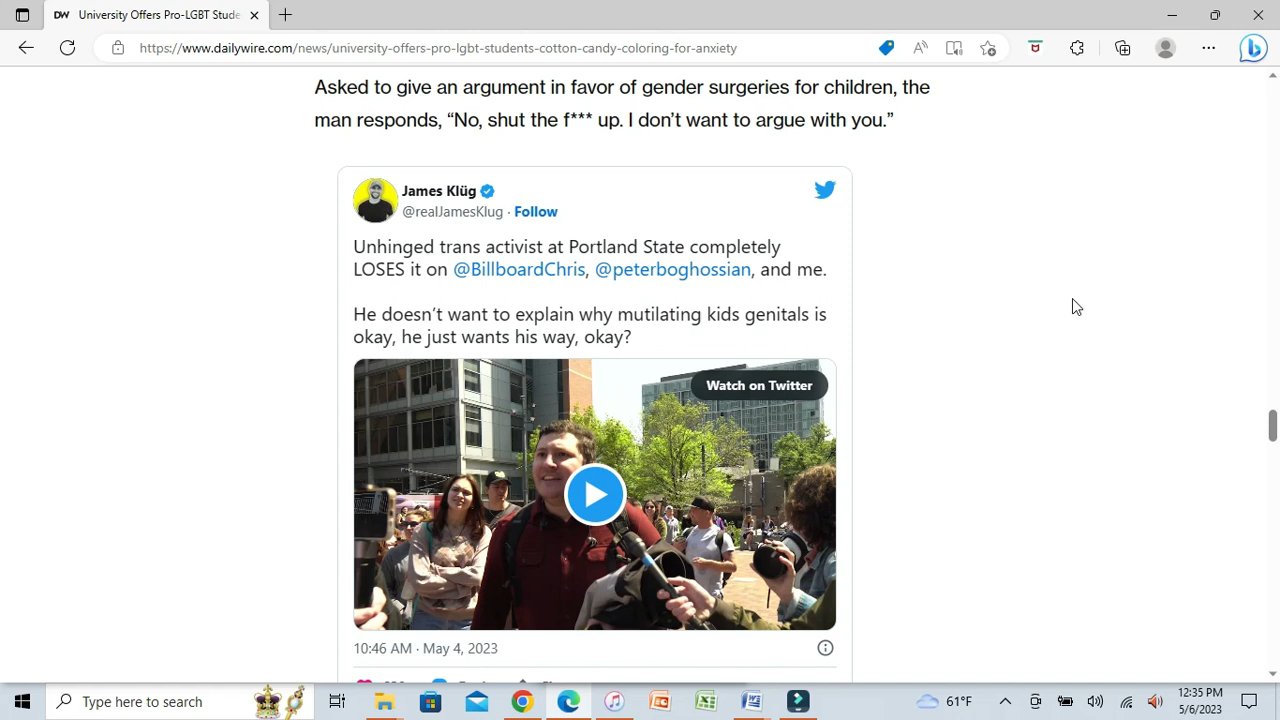 DW University Offers Pro-LGBT Stude
https://www.dailywire.com/news/university-offers-pro-lgbt-students-cotton-candy-coloring-for-anxiety
Asked to give an argument in favor of gender surgeries for children, the
man responds, “No, shut the f*** up. I don’t want to argue with you.”
James Klüg
@realJamesKlug · Follow
Unhinged trans activist at Portland State completely
LOSES it on @BillboardChris, @peterboghossian, and me.
He doesn’t want to explain why mutilating kids genitals is
okay, he just wants his way, okay?
Watch on Twitter
10:46 AM · May 4, 2023
Type here to search
61°F
12:35 PM
5/6/2023